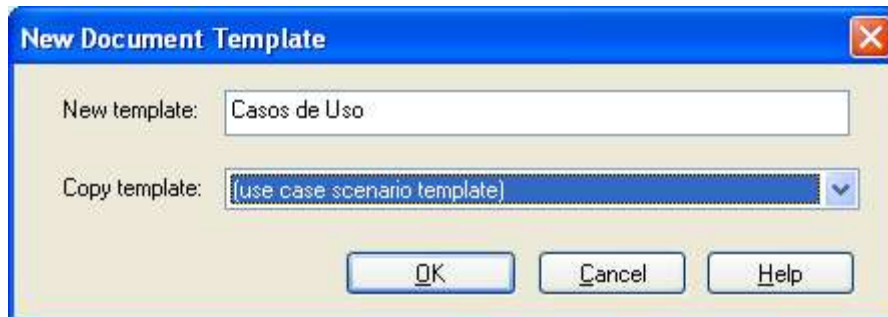 New Document Template
New template: Casos de Uso
Copy template: (use case scenario template)
OK Cancel Help